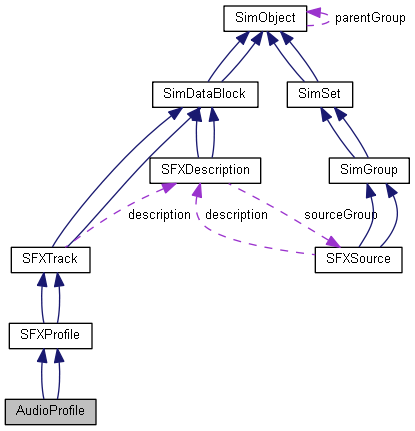 SimObject
parentGroup
SimDataBlock
SimSet
SFXDescription
SimGroup
description
description
sourceGroup
SFXTrack
SFXSource
SFXProfile
AudioProfile